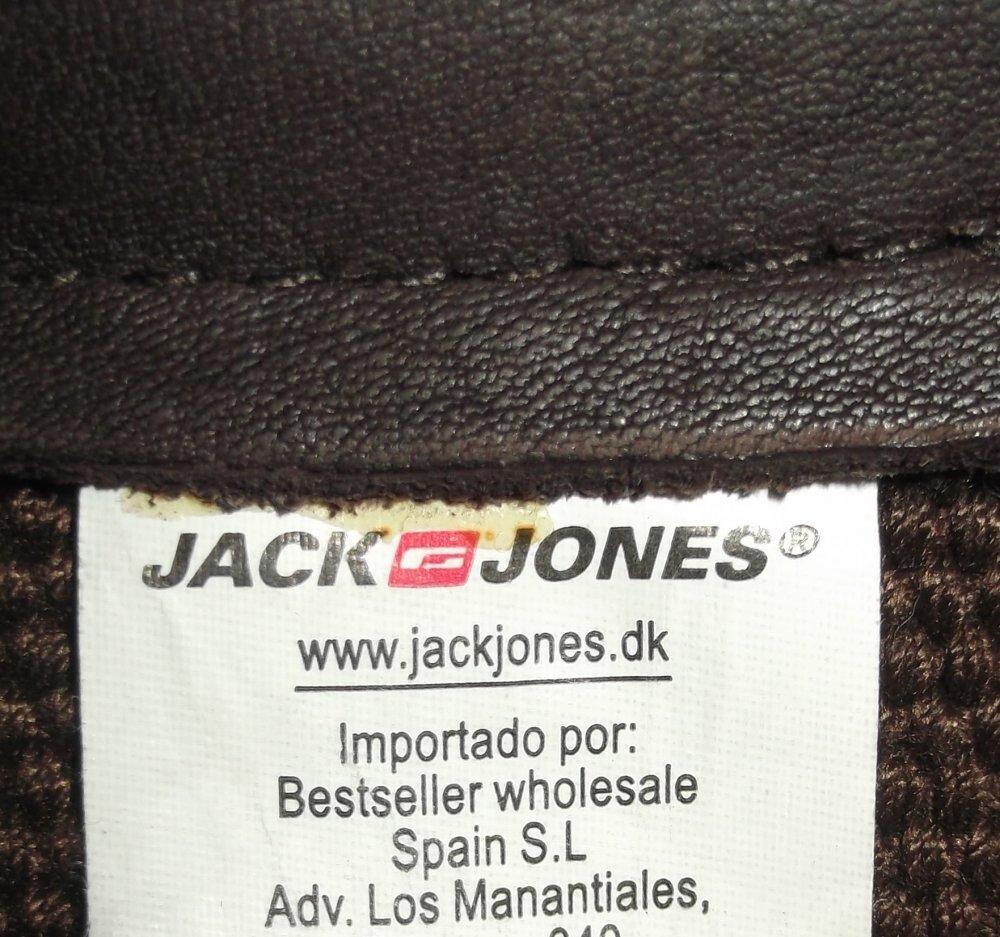 JACK JONES®
www.jackjones.dk
Importado por:
Bestseller wholesale
Spain S.L
Adv. Los Manantiales,